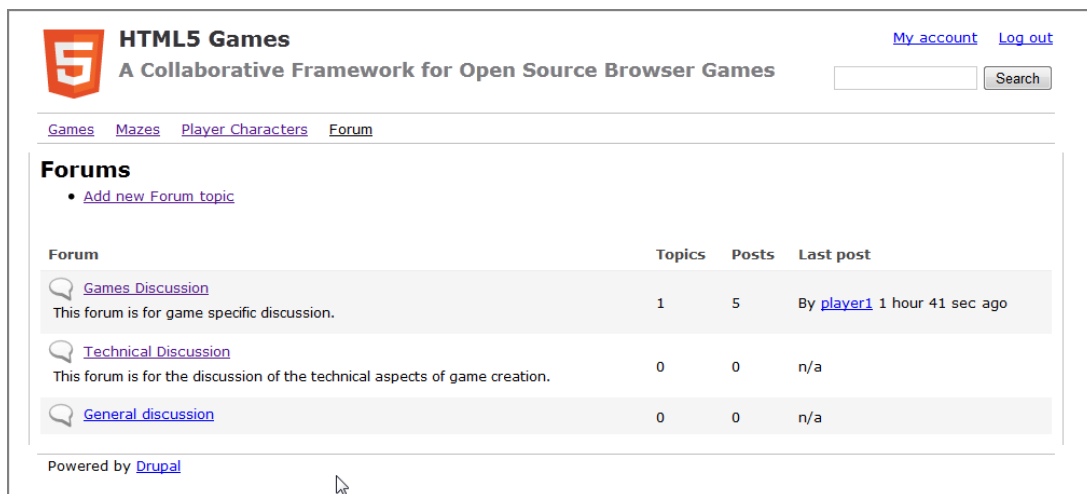 HTML5 Games
A Collaborative Framework for Open Source Browser Games
My account Log out
Search
5
Games Mazes Player Characters Forum
Forums
• Add new Forum topic
Forum Topics Posts Last post
Games Discussion
This forum is for game specific discussion.
1 5 By player1 1 hour 41 sec ago
Technical Discussion
This forum is for the discussion of the technical aspects of game creation.
0 0 n/a
General discussion
0 0 n/a
Powered by Drupal